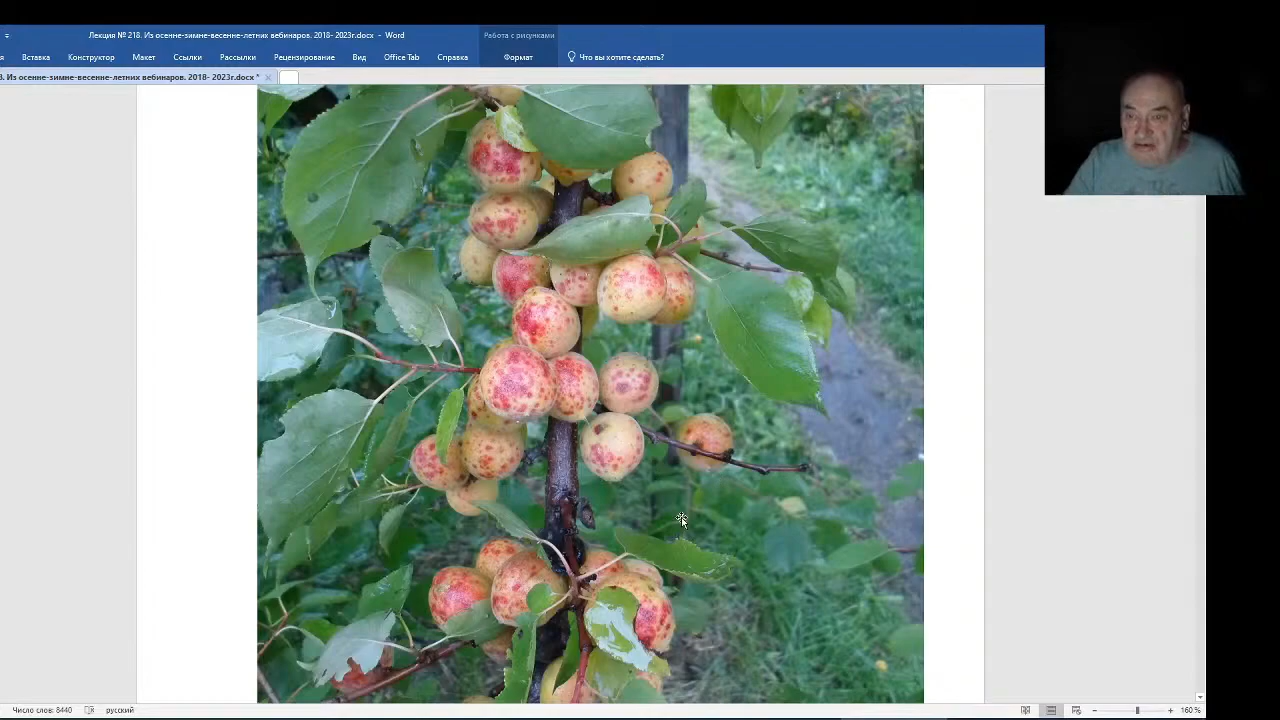 Лекция № 218. Из осенне-зимне-весенне-летних вебинаров. 2018- 2023г.docx - Word
Работа с рисунками
Вставка Конструктор Макет Ссылки Рассылки Рецензирование Вид Office Tab Справка Формат Что вы хотите сделать?
. Из осенне-зимне-весенне-летних вебинаров. 2018- 2023г.docx *
Число слов: 8440 русский 160 %